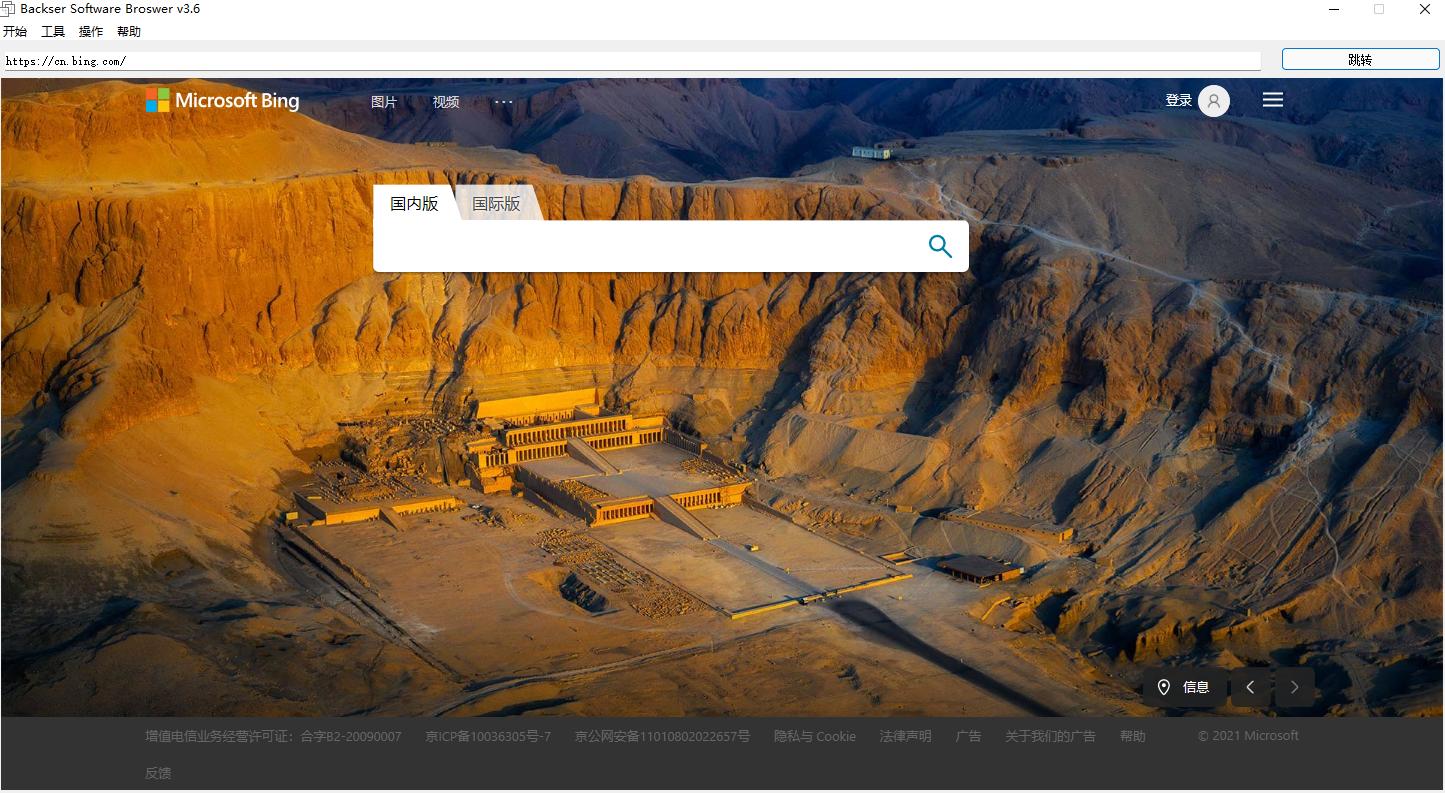 Backser Software Broswer v3.6
开始 工具 操作 帮助
https://cn.bing.com/ 跳转
Microsoft Bing 图片 视频 ··· 登录
国内版 国际版
信息
增值电信业务经营许可证：合字B2-20090007 京ICP备10036305号-7 京公网安备11010802022657号 隐私与 Cookie 法律声明 广告 关于我们的广告 帮助 © 2021 Microsoft
反馈